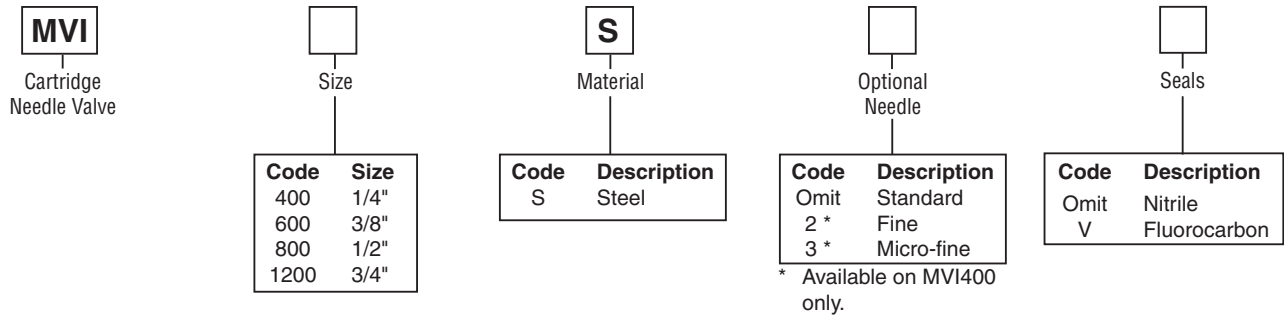 MVI
S
Cartridge
Needle Valve
Size
Material
Optional
Needle
Seals
Code Size
400 1/4"
600 3/8"
800 1/2"
1200 3/4"
Code Description
S Steel
Code Description
Omit Standard
2 * Fine
3 * Micro-fine
* Available on MVI400
only.
Code Description
Omit Nitrile
V Fluorocarbon